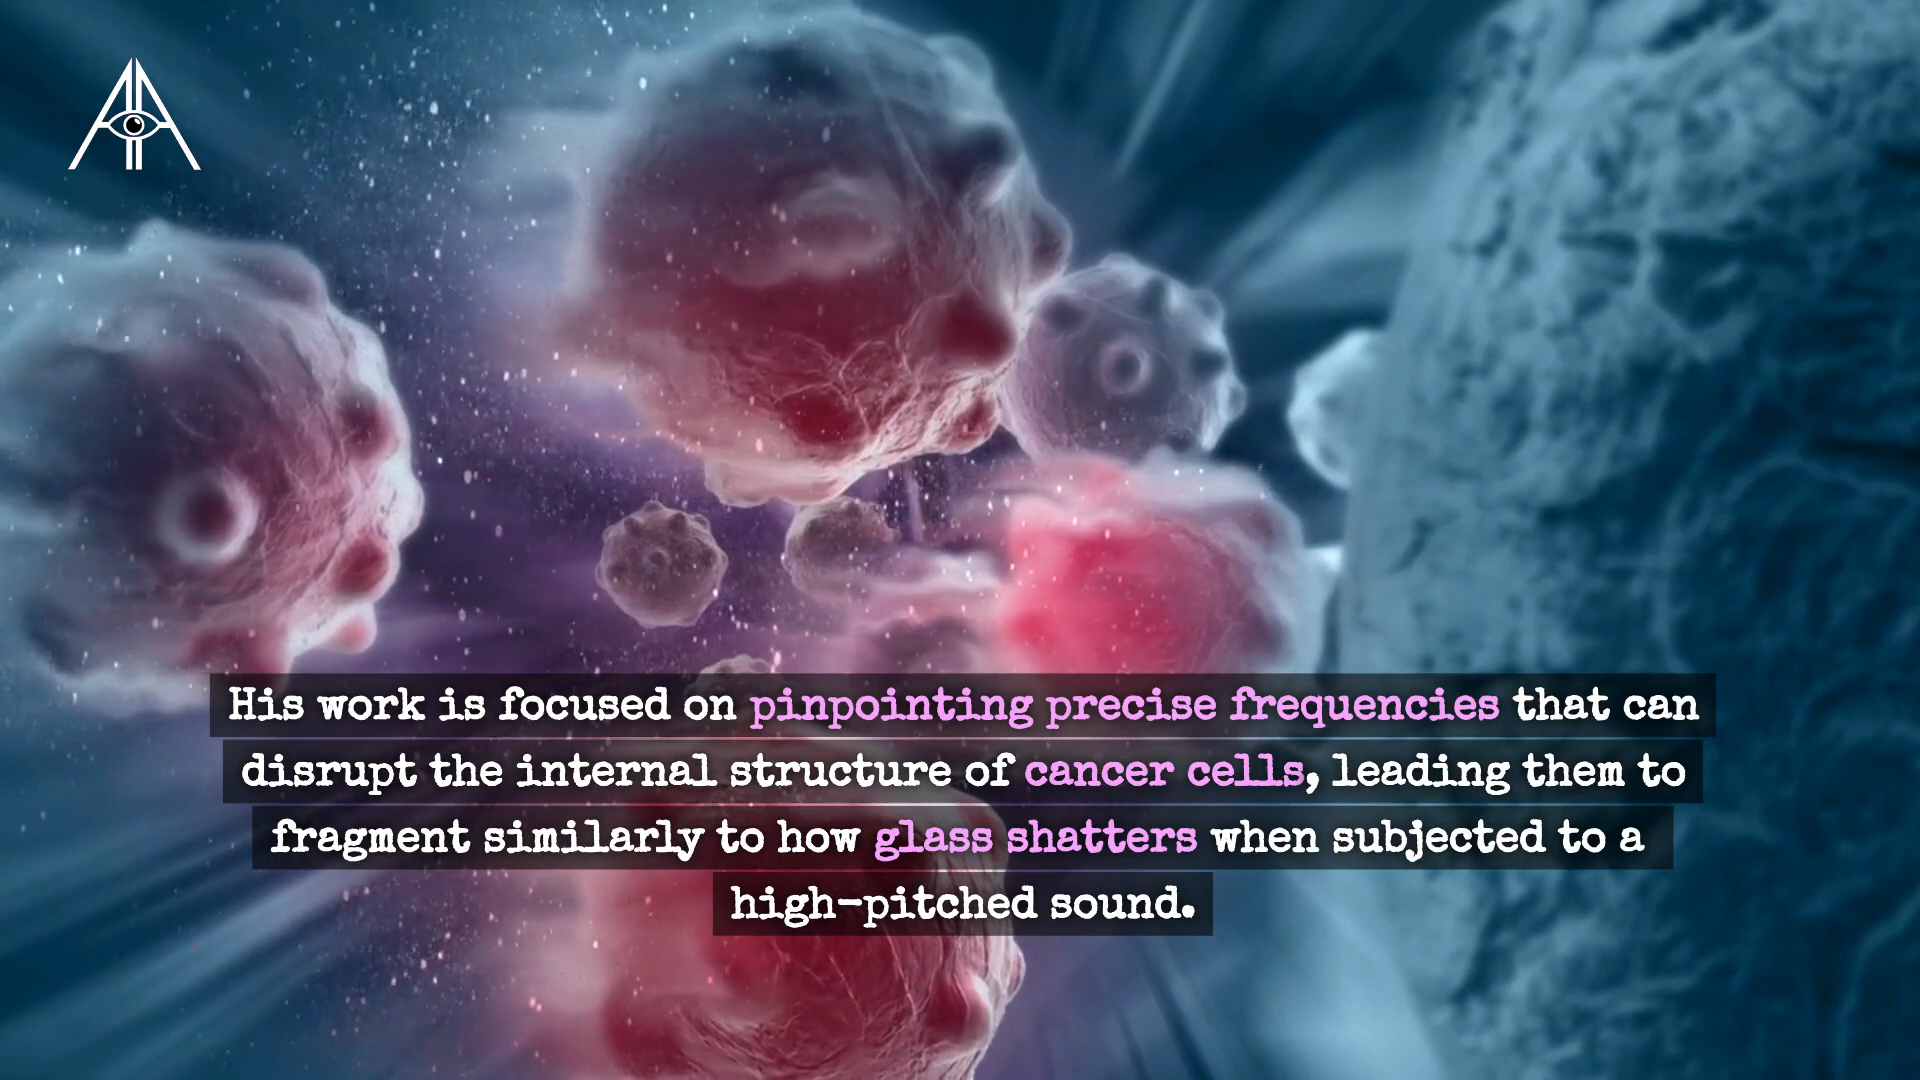 His work is focused on pinpointing precise frequencies that can
disrupt the internal structure of cancer cells, leading them to
fragment similarly to how glass shatters when subjected to a
high-pitched sound.